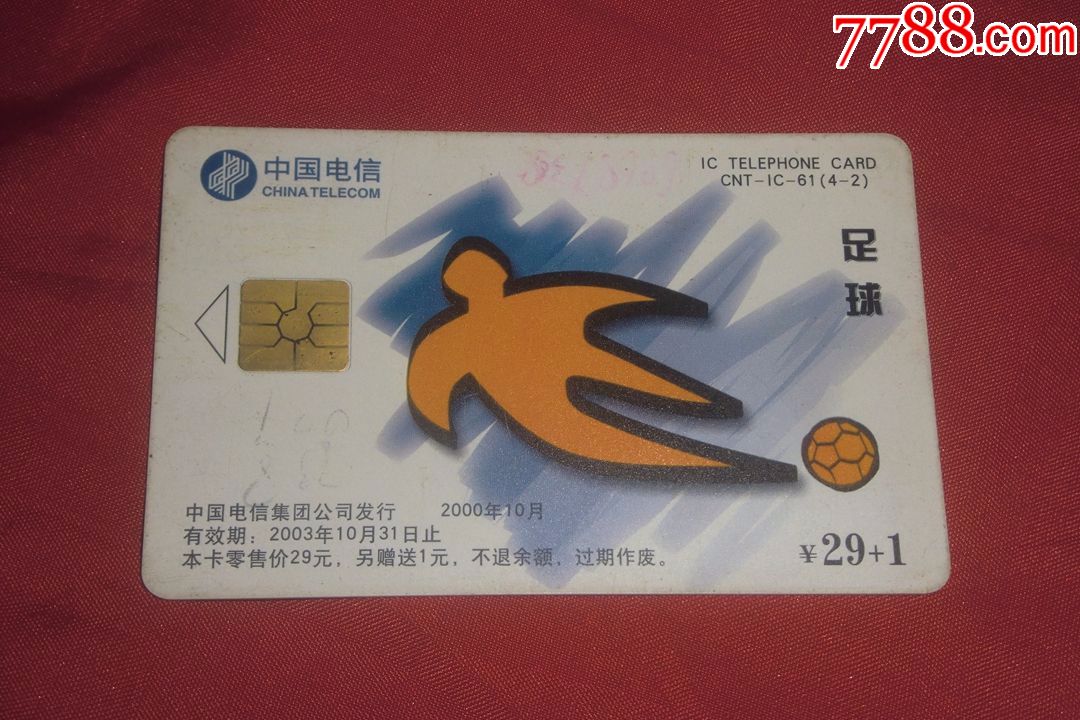 7788.com
中国电信
CHINA TELECOM
IC TELEPHONE CARD
CNT-IC-61(4-2)
足球
中国电信集团公司发行 2000年10月
有效期：2003年10月31日止
本卡零售价29元，另赠送1元，不退余额，过期作废。
¥29+1